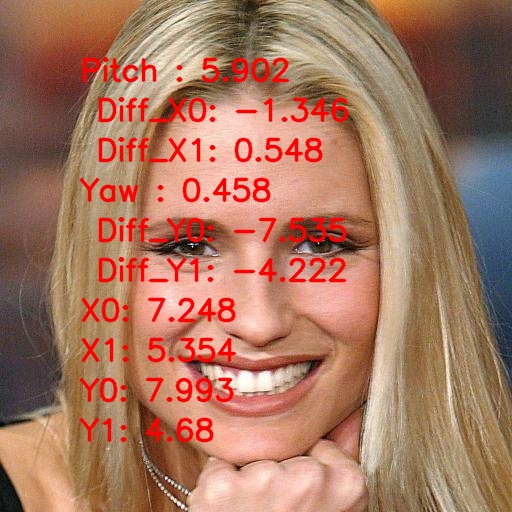 Pitch : 5.902
Diff_X0: -1.346
Diff_X1: 0.548
Yaw : 0.458
Diff_Y0: -7.535
Diff_Y1: -4.222
X0: 7.248
X1: 5.354
Y0: 7.993
Y1: 4.68